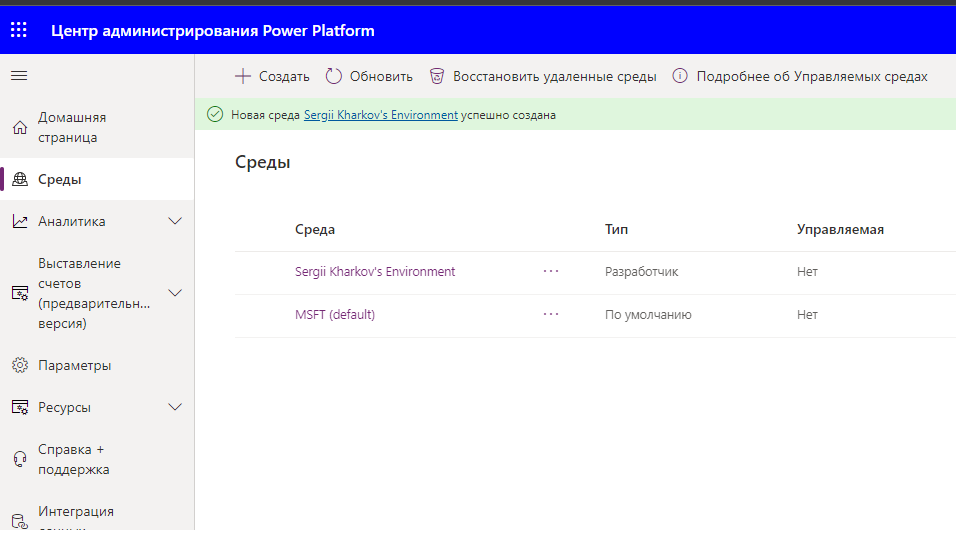 Центр администрирования Power Platform
Создать Обновить Восстановить удаленные среды Подробнее об Управляемых средах
Новая среда Sergii Kharkov's Environment успешно создана
Домашняя
страница
Среды
Аналитика
Выставление
счетов
(предварительн...
версия)
Параметры
Ресурсы
Справка +
поддержка
Интеграция
Среды
Среда Тип Управляемая
Sergii Kharkov's Environment ... Разработчик Нет
MSFT (default) ... По умолчанию Нет